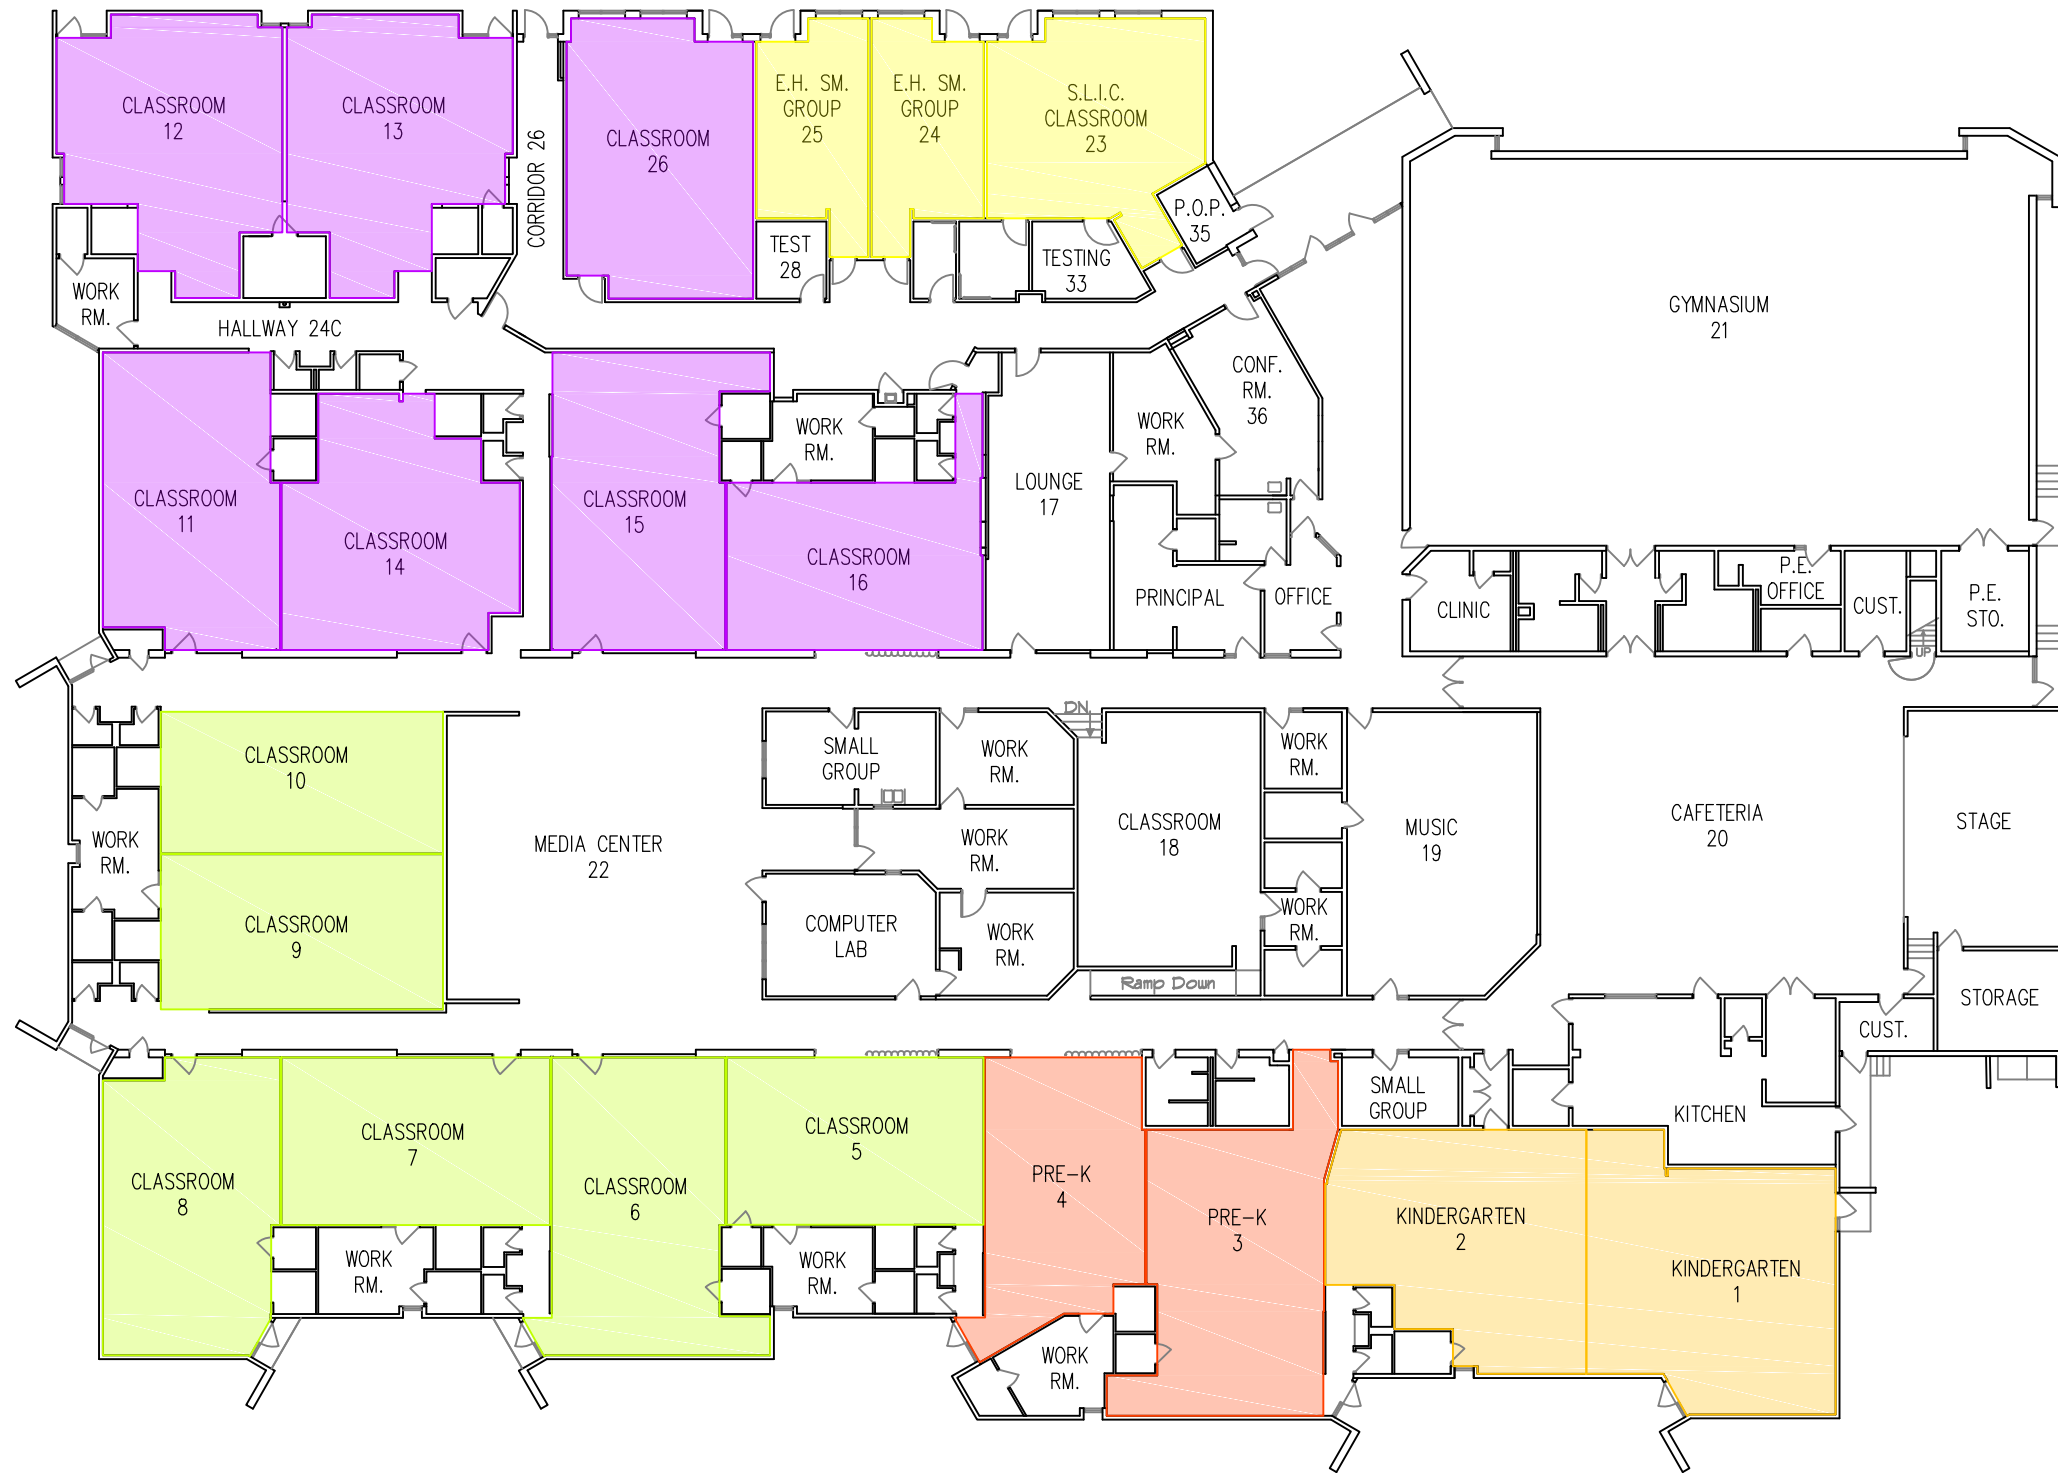 CLASSROOM
12
CLASSROOM
13
CORRIDOR 26
CLASSROOM
26
E.H. SM.
GROUP
25
E.H. SM.
GROUP
24
S.L.I.C.
CLASSROOM
23
P.O.P.
35
TEST
28
TESTING
33
WORK
RM.
HALLWAY 24C
GYMNASIUM
21
CONF.
RM.
36
WORK
RM.
WORK
RM.
LOUNGE
17
CLASSROOM
11
CLASSROOM
14
CLASSROOM
15
CLASSROOM
16
PRINCIPAL
OFFICE
CLINIC
P.E.
OFFICE
CUST.
UP
P.E.
STO.
CLASSROOM
10
WORK
RM.
CLASSROOM
9
MEDIA CENTER
22
SMALL
GROUP
WORK
RM.
DN
WORK
RM.
COMPUTER
LAB
WORK
RM.
CLASSROOM
18
Ramp Down
WORK
RM.
WORK
RM.
MUSIC
19
CAFETERIA
20
STAGE
STORAGE
CUST.
KITCHEN
SMALL
GROUP
CLASSROOM
8
CLASSROOM
7
CLASSROOM
6
CLASSROOM
5
WORK
RM.
WORK
RM.
PRE-K
4
PRE-K
3
WORK
RM.
KINDERGARTEN
2
KINDERGARTEN
1